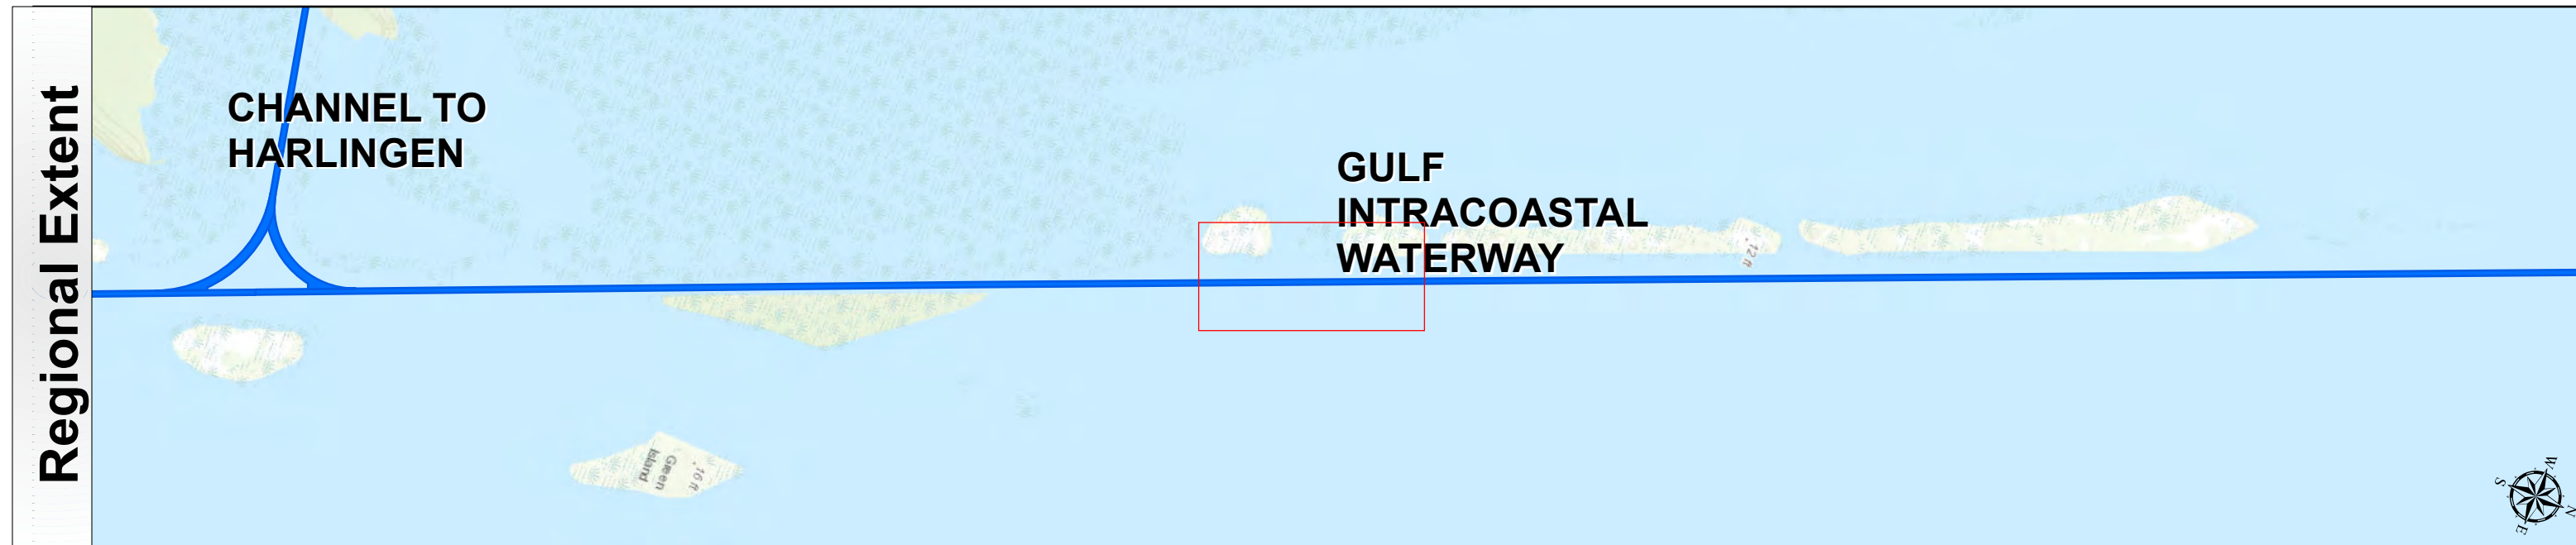 Regional Extent
CHANNEL TO
HARLINGEN
GULF
INTRACOASTAL
WATERWAY
12 ft
Green
Island
16 ft
W
S
N
E